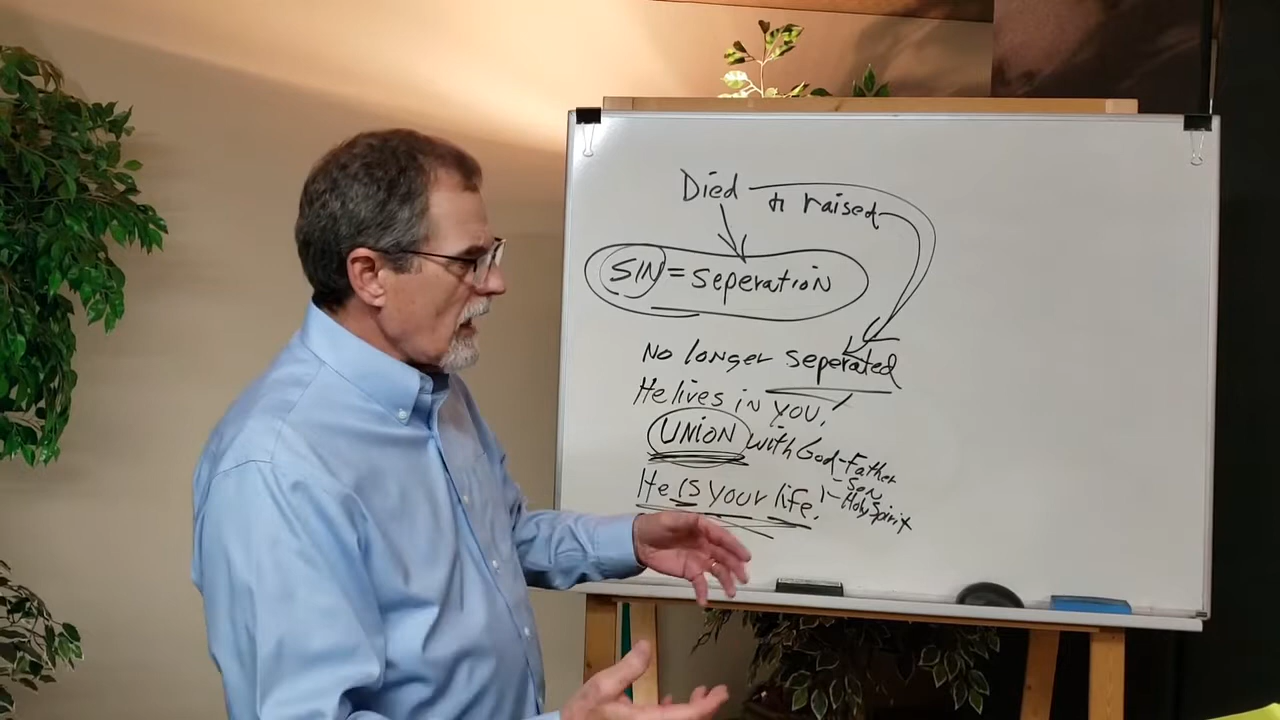 Died & raised
SIN = seperation
No longer seperated
He lives in you!
UNION with God - Father
- Son
- Holy Spirit
He is your life.